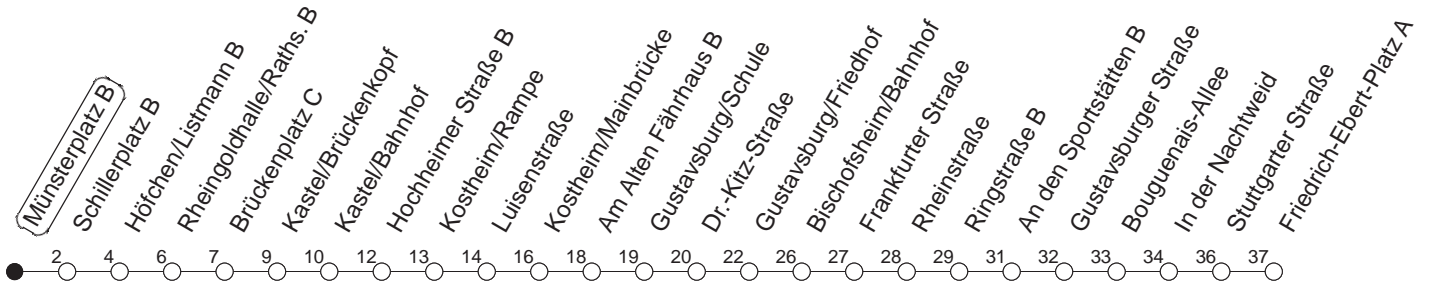 Münsterplatz B
Schillerplatz B
Höfchen/Listmann B
Rheingoldhalle/Raths. B
Brückenplatz C
Kastel/Brückenkopf
Kastel/Bahnhof
Hochheimer Straße B
Kostheim/Rampe
Luisenstraße
Kostheim/Mainbrücke
Am Alten Fährhaus B
Gustavsburg/Schule
Dr.-Kitz-Straße
Gustavsburg/Friedhof
Bischofsheim/Bahnhof
Frankfurter Straße
Rheinstraße
Ringstraße B
An den Sportstätten B
Gustavsburger Straße
Bouguenais-Allee
In der Nachtweid
Stuttgarter Straße
Friedrich-Ebert-Platz A
2 4 6 7 9 10 12 13 14 16 18 19 20 22 26 27 28 29 31 32 33 34 36 37